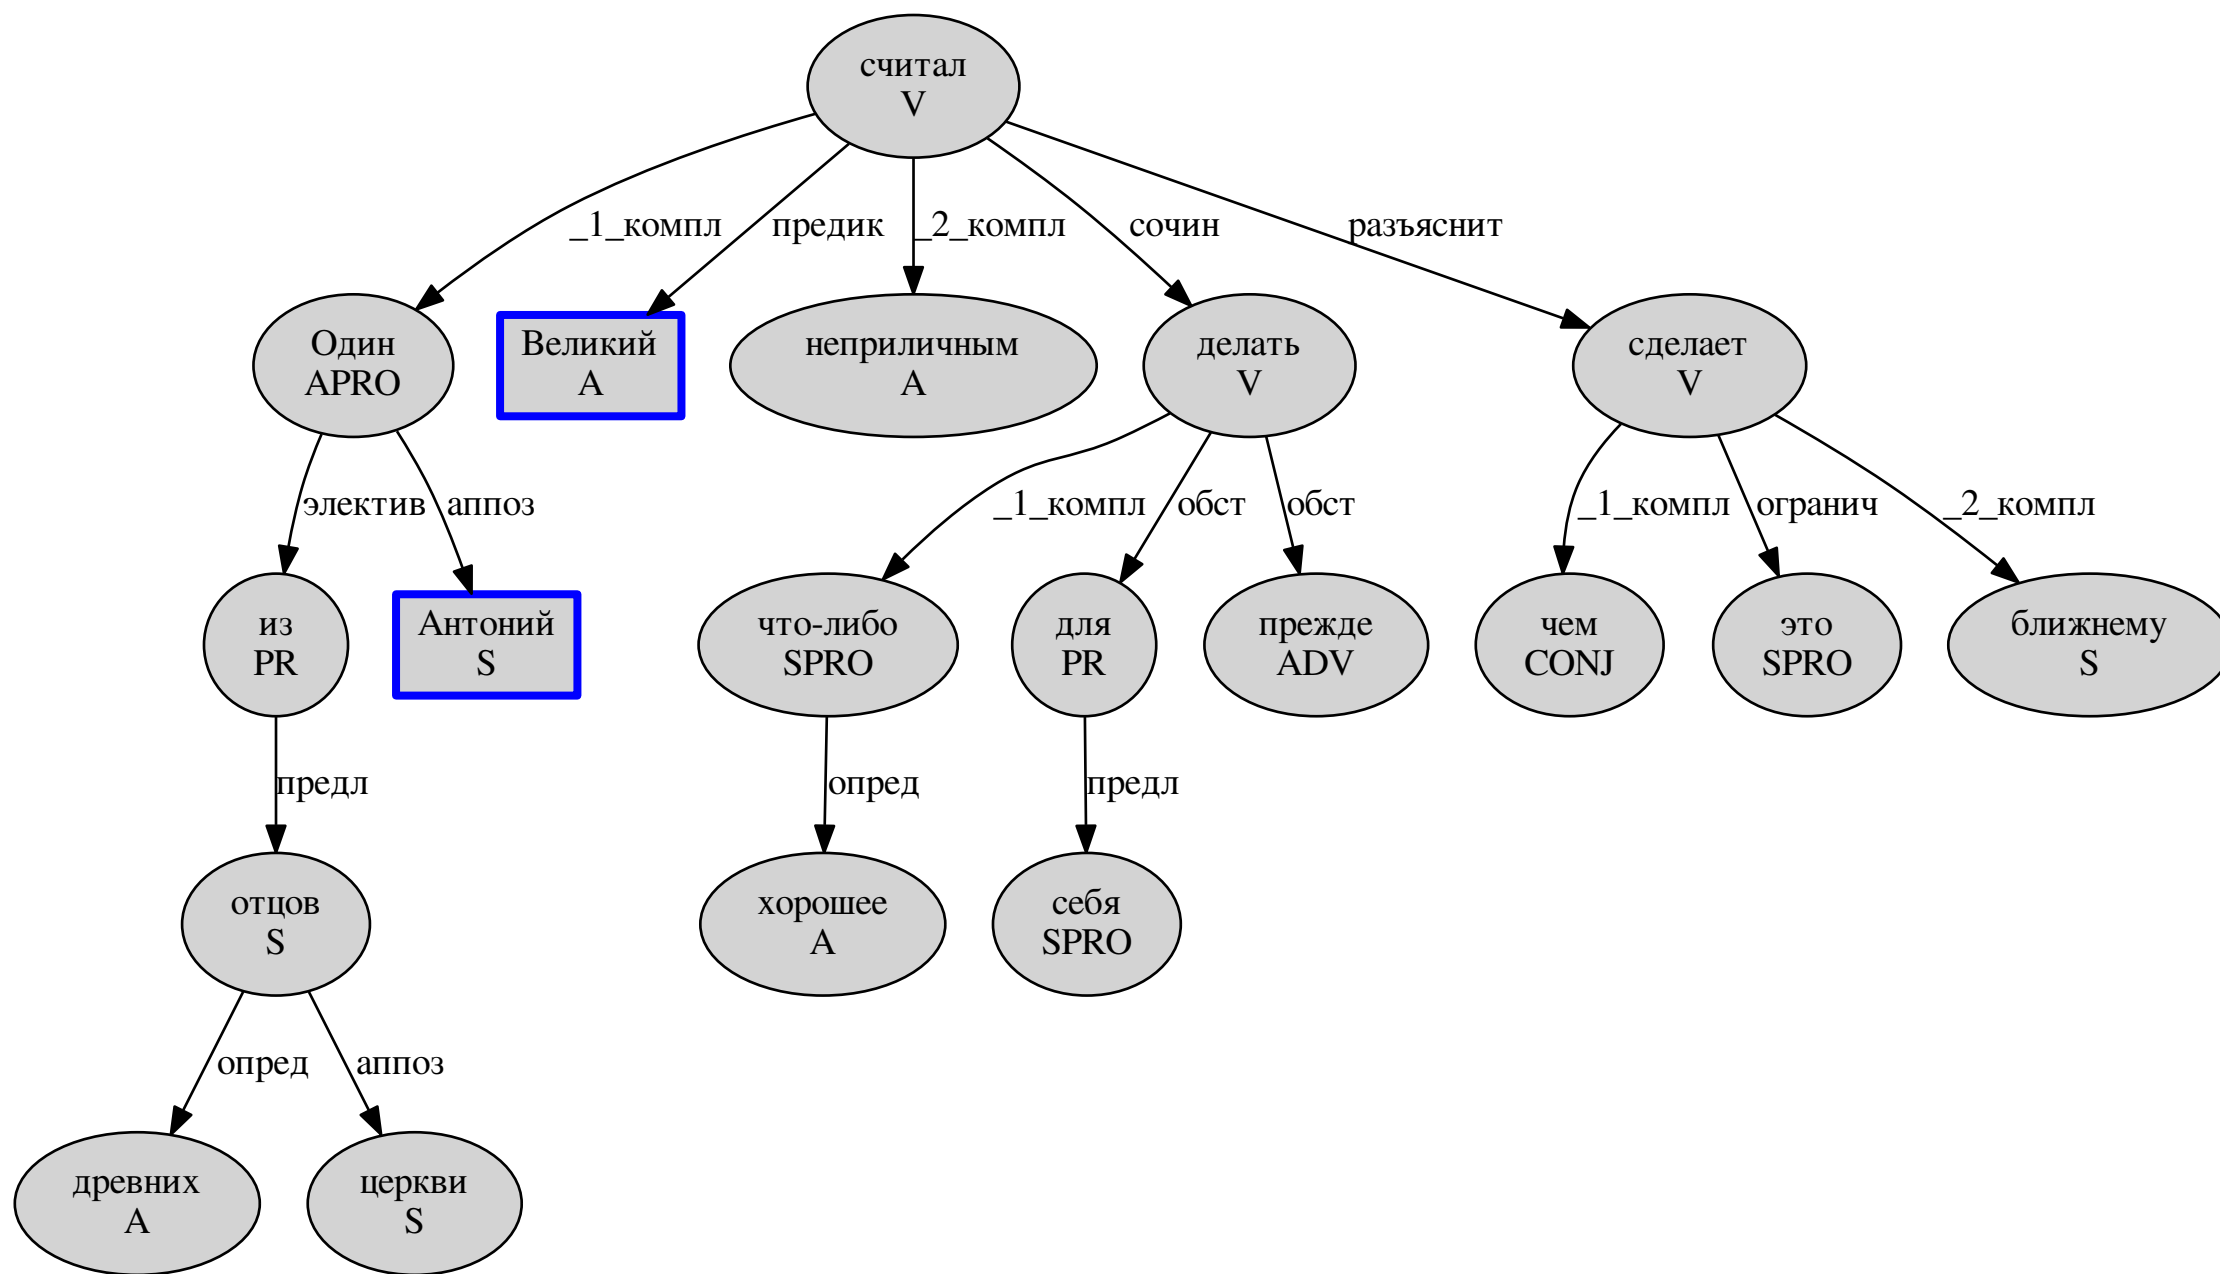 считал
V
_1_компл
предик
_2_компл
сочин
разъяснит
Один
APRO
Великий
A
неприличным
A
делать
V
сделает
V
электив
аппоз
_1_компл
обст
обст
_1_компл
огранич
_2_компл
из
PR
Антоний
S
что-либо
SPRO
для
PR
прежде
ADV
чем
CONJ
это
SPRO
ближнему
S
предл
опред
предл
отцов
S
хорошее
A
себя
SPRO
опред
аппоз
древних
A
церкви
S